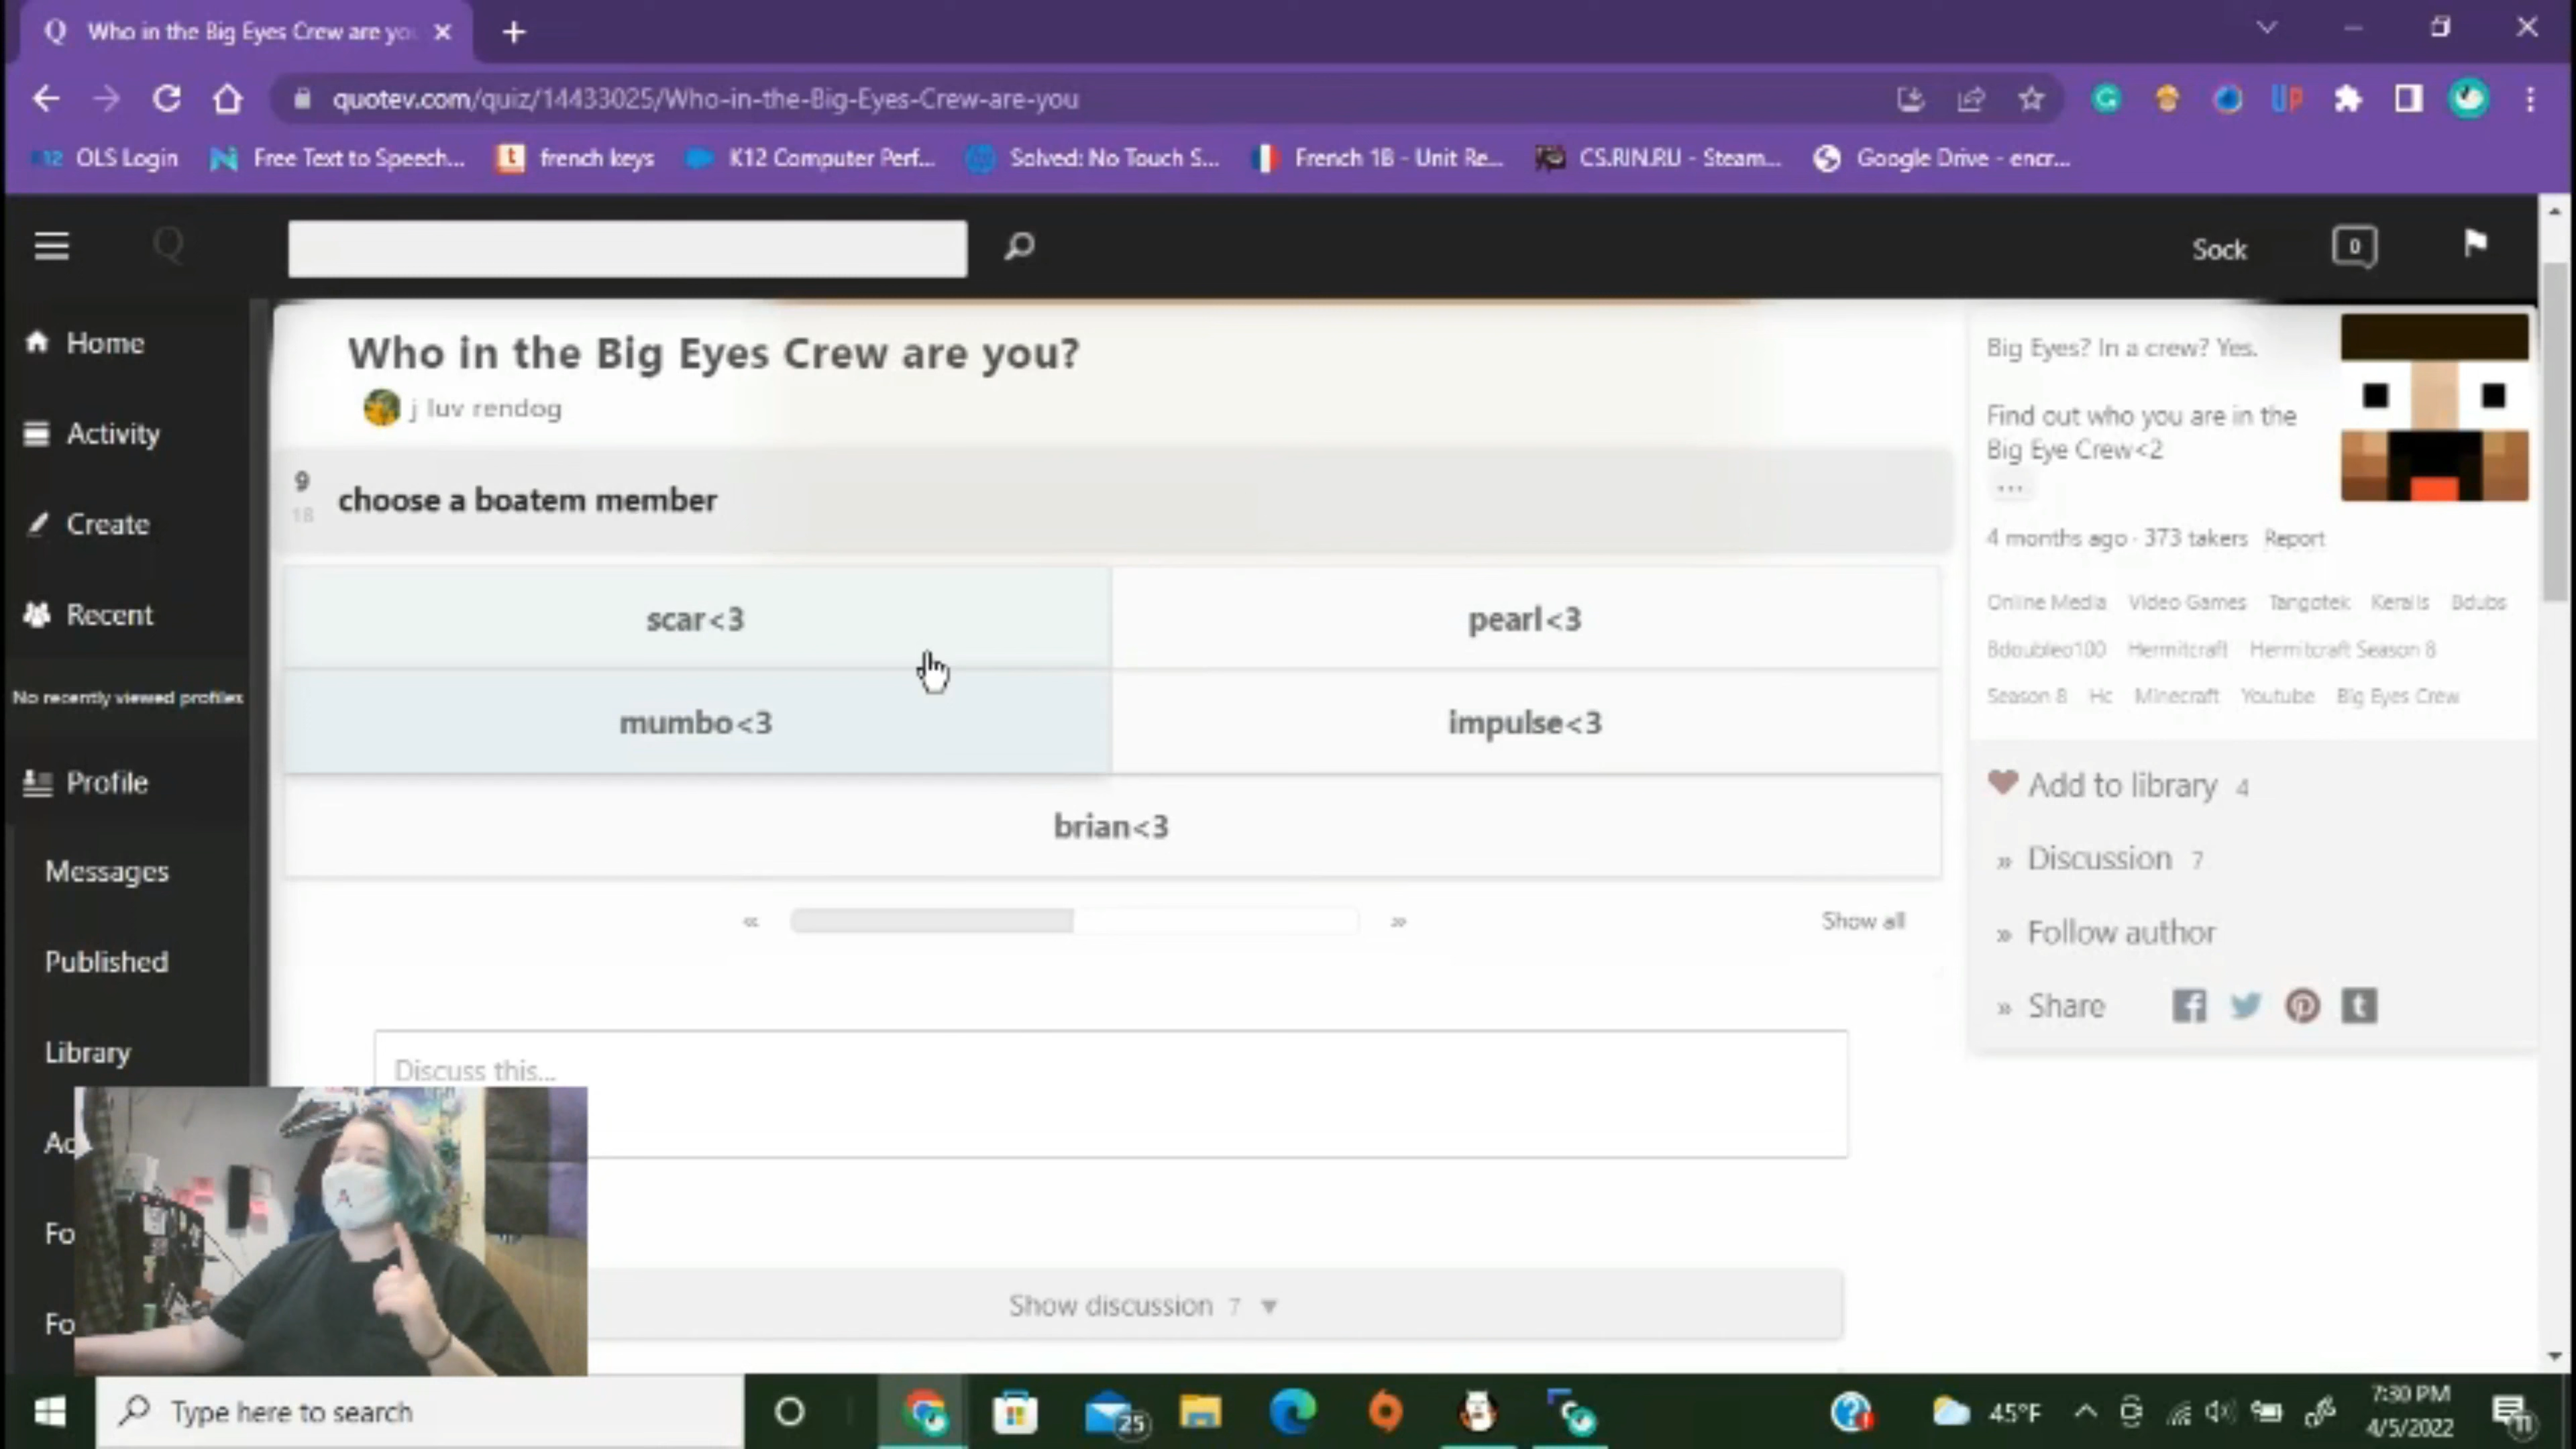 Who in the Big Eyes Crew are yo
quotev.com/quiz/14433025/Who-in-the-Big-Eyes-Crew-are-you
UP
K12 OLS Login
Free Text to Speech...
t french keys
K12 Computer Perf...
Solved: No Touch S...
French 1B - Unit Re...
CS.RIN.RU - Steam...
Google Drive - encr...
Q
Sock
0
Home
Activity
Create
Recent
No recently viewed profiles
Profile
Messages
Published
Library
Ac
Fo
Fo
Who in the Big Eyes Crew are you?
j luv rendog
9
18
choose a boatem member
scar<3
pearl<3
mumbo<3
impulse<3
brian<3
«
»
Show all
Discuss this...
Show discussion 7 ▼
Big Eyes? In a crew? Yes.
Find out who you are in the
Big Eye Crew<2
...
4 months ago · 373 takers Report
Online Media Video Games Tangotek Keralis Bdubs
Bdoubleo100 Hermitcraft Hermitcraft Season 8
Season 8 Hc Minecraft Youtube Big Eyes Crew
Add to library 4
» Discussion 7
» Follow author
» Share
A
Type here to search
25
45°F
7:30 PM
4/5/2022
11